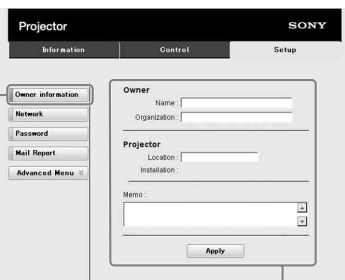 Projector SONY
Information Control Setup
Owner information
Network
Password
Mail Report
Advanced Menu
Owner
Name :
Organization :
Projector
Location :
Installation :
Memo :
Apply